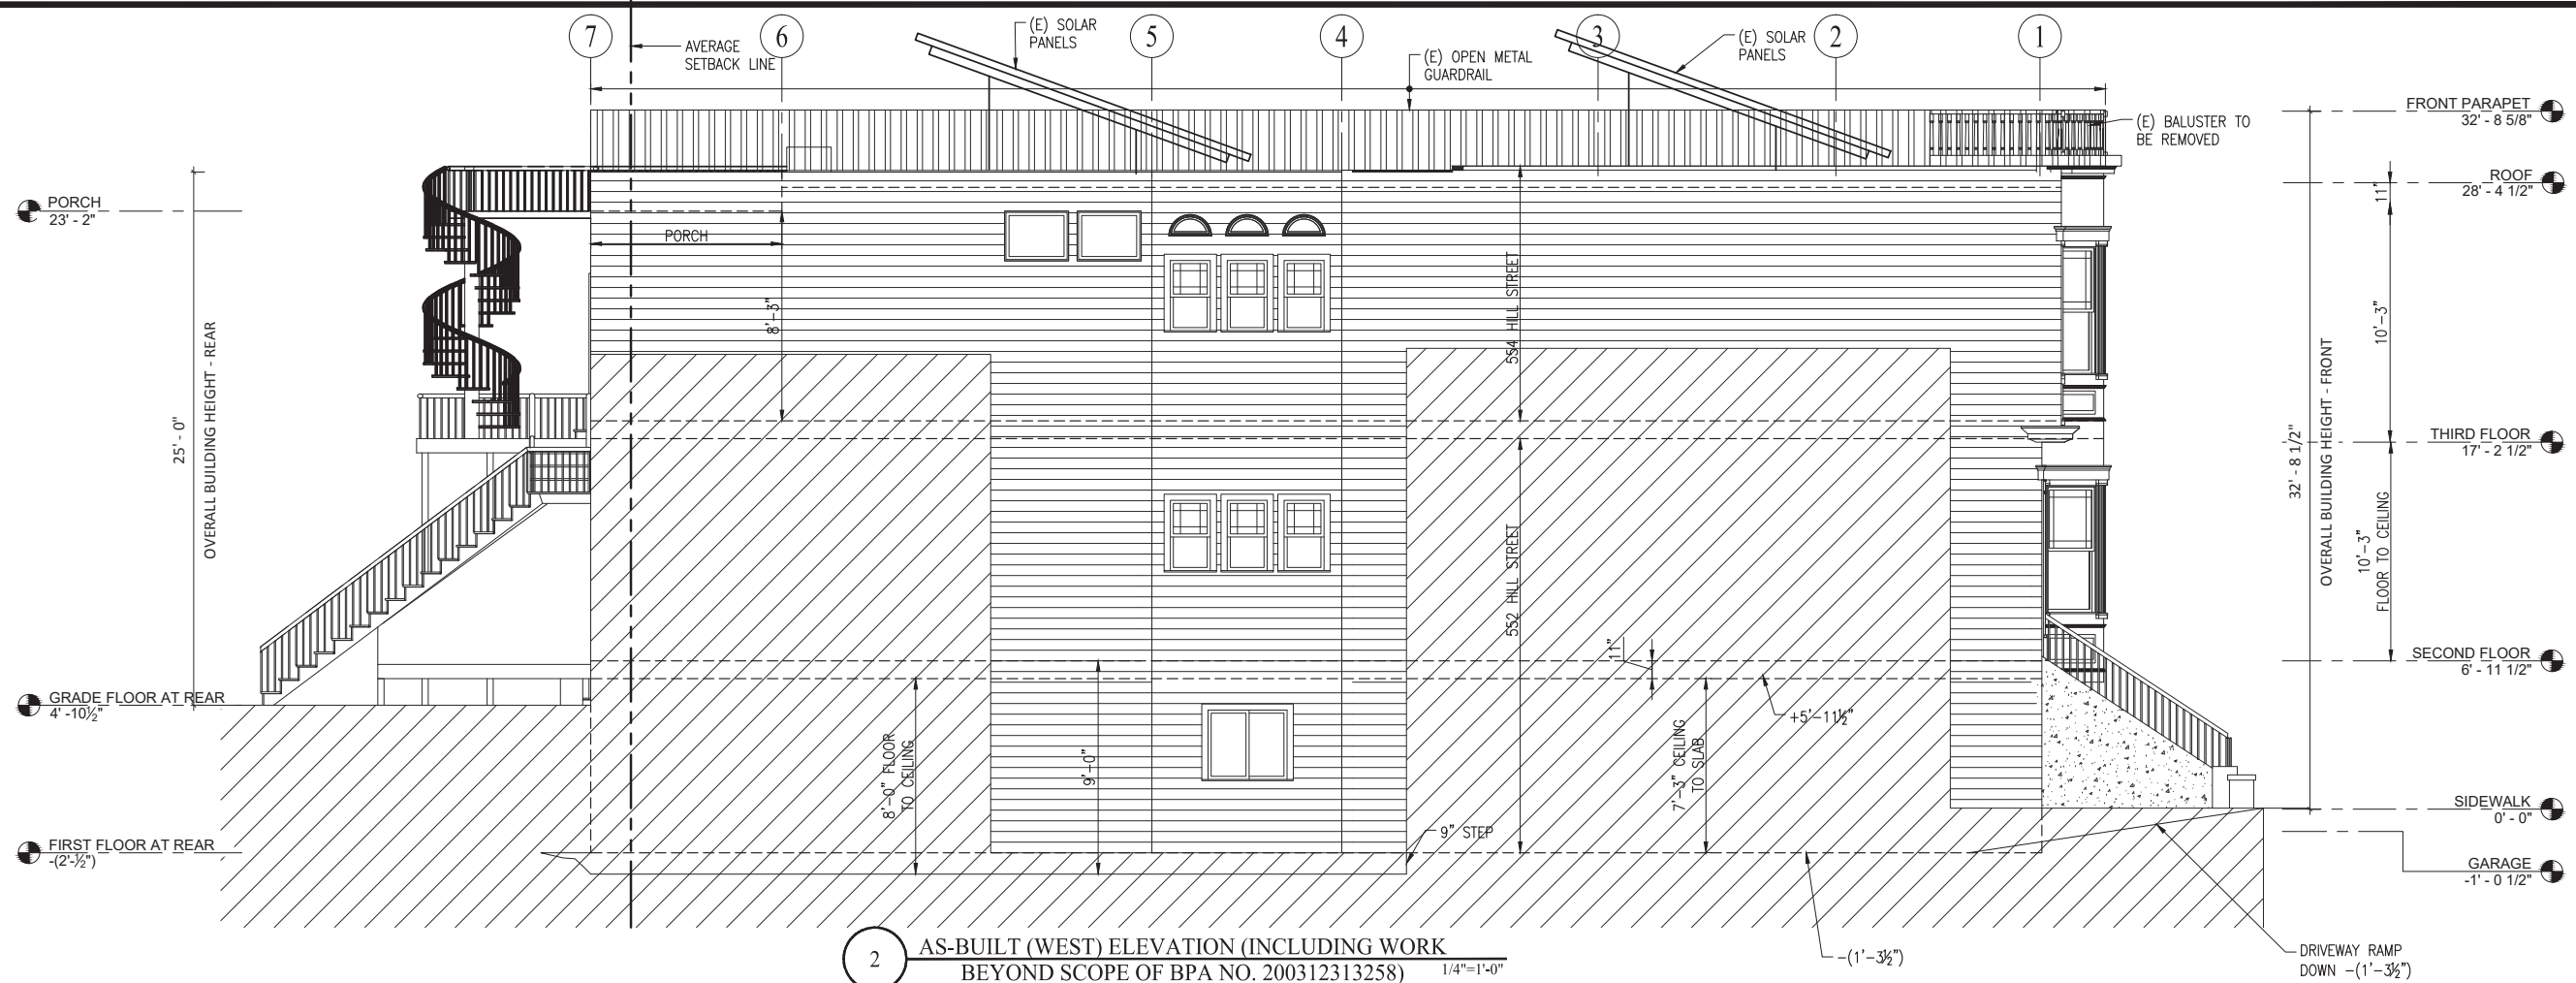 7
6
5
4
3
2
1
AVERAGE
SETBACK LINE
(E) SOLAR
PANELS
(E) OPEN METAL
GUARDRAIL
(E) SOLAR
PANELS
(E) BALUSTER TO
BE REMOVED
FRONT PARAPET
32' - 8 5/8"
ROOF
28' - 4 1/2"
11"
10'-3"
THIRD FLOOR
17' - 2 1/2"
10'-3"
FLOOR TO CEILING
SECOND FLOOR
6' - 11 1/2"
SIDEWALK
0' - 0"
GARAGE
-1' - 0 1/2"
32' - 8 1/2"
OVERALL BUILDING HEIGHT - FRONT
PORCH
23' - 2"
25' - 0"
OVERALL BUILDING HEIGHT - REAR
GRADE FLOOR AT REAR
4' -10½"
FIRST FLOOR AT REAR
-(2'-½")
PORCH
8'-3"
554 HILL STREET
552 HILL STREET
11"
+5'-11½"
8'-0" FLOOR
TO CEILING
9'-0"
7'-3" CEILING
TO SLAB
9" STEP
-(1'-3½")
DRIVEWAY RAMP
DOWN -(1'-3½")
2
AS-BUILT (WEST) ELEVATION (INCLUDING WORK
BEYOND SCOPE OF BPA NO. 200312313258)
1/4"=1'-0"